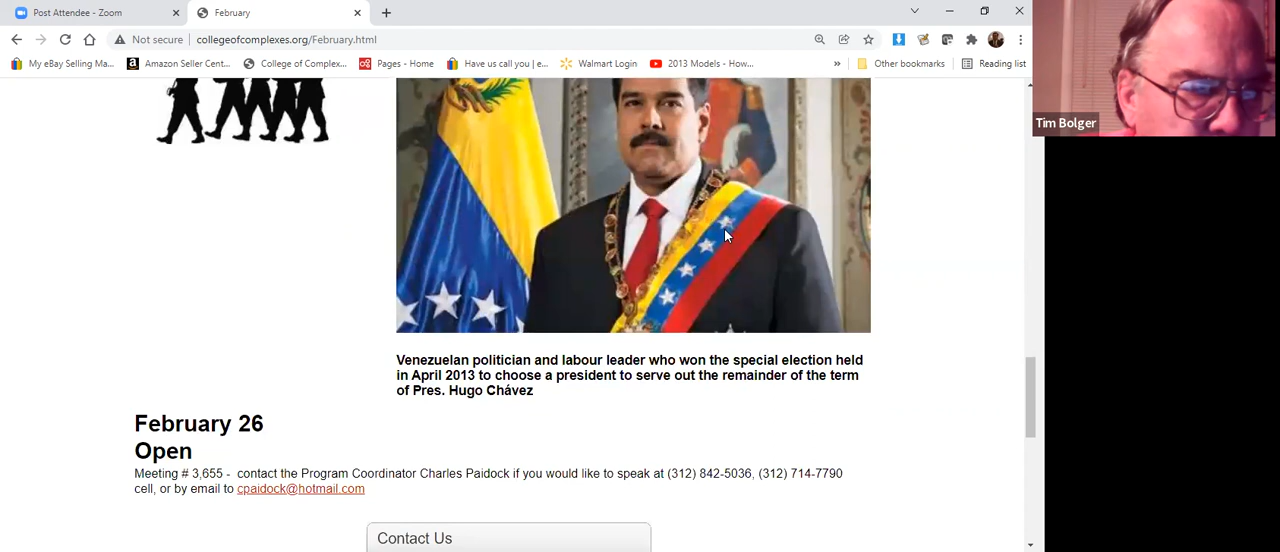 Post Attendee - Zoom
February
Not secure
collegeofcomplexes.org/February.html
My eBay Selling Ma...
Amazon Seller Cent...
College of Complex...
Pages - Home
Have us call you | e...
Walmart Login
2013 Models - How...
»
Other bookmarks
Reading list
Tim Bolger
Venezuelan politician and labour leader who won the special election held
in April 2013 to choose a president to serve out the remainder of the term
of Pres. Hugo Chávez
February 26
Open
Meeting # 3,655 - contact the Program Coordinator Charles Paidock if you would like to speak at (312) 842-5036, (312) 714-7790
cell, or by email to cpaidock@hotmail.com
Contact Us